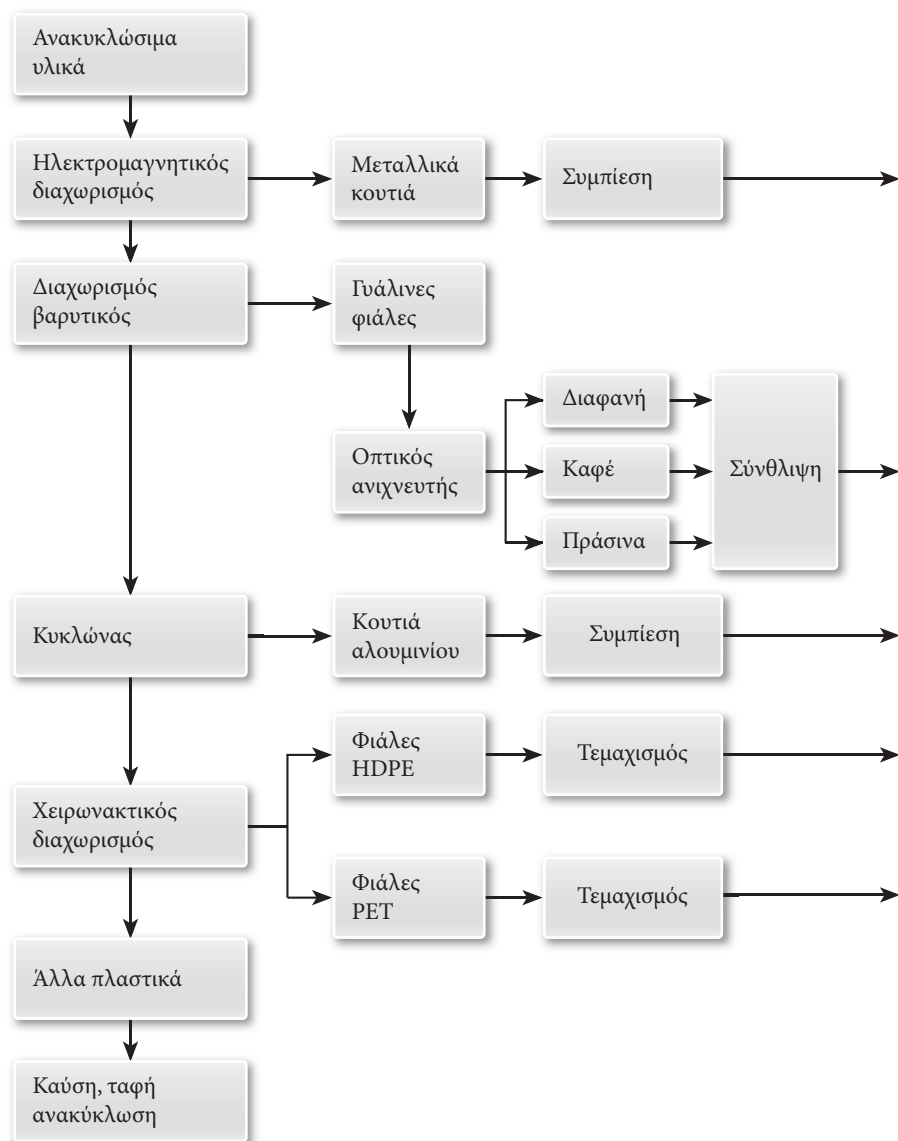 Ανακυκλώσιμα
υλικά
Ηλεκτρομαγνητικός
διαχωρισμός
Μεταλλικά
κουτιά
Συμπίεση
Διαχωρισμός
βαρυτικός
Γυάλινες
φιάλες
Οπτικός
ανιχνευτής
Διαφανή
Καφέ
Πράσινα
Σύνθλιψη
Κυκλώνας
Κουτιά
αλουμινίου
Συμπίεση
Χειρωνακτικός
διαχωρισμός
Φιάλες
HDPE
Τεμαχισμός
Φιάλες
PET
Τεμαχισμός
Άλλα πλαστικά
Καύση, ταφή
ανακύκλωση